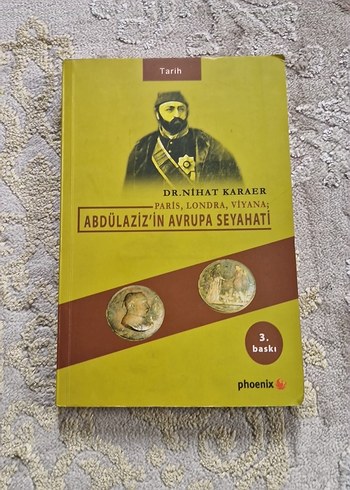 Tarih
DR.NİHAT KARAER
PARİS, LONDRA, VİYANA;
ABDÜLAZİZ'İN AVRUPA SEYAHATİ
3.
baskı
phoenix